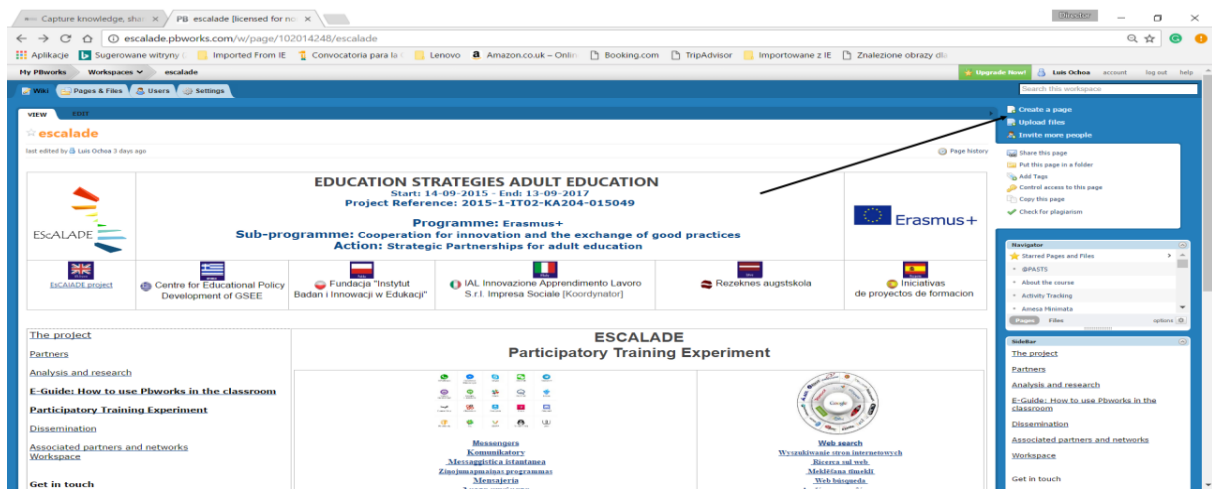 Capture knowledge, sha
PB escalade [licensed for no
Director
escalade.pbworks.com/w/page/102014248/escalade
Aplikacje
Sugerowane witryny
Imported From IE
Convocatoria para la
Lenovo
Amazon.co.uk – Onlin
Booking.com
TripAdvisor
Importowane z IE
Znalezione obrazy dla
My PBworks Workspaces escalade
Upgrade Now! Luis Ochoa account log out help
Wiki Pages & Files Users Settings
Search this workspace
VIEW EDIT
escalade
last edited by Luis Ochoa 3 days ago
Page history
Create a page
Upload files
Invite more people
Share this page
Put this page in a folder
Add Tags
Control access to this page
Copy this page
Check for plagiarism
EScALADE
EDUCATION STRATEGIES ADULT EDUCATION
Start: 14-09-2015 - End: 13-09-2017
Project Reference: 2015-1-IT02-KA204-015049
Programme: Erasmus+
Sub-programme: Cooperation for innovation and the exchange of good practices
Action: Strategic Partnerships for adult education
Erasmus+
EsCAlADE project
Centre for Educational Policy
Development of GSEE
Fundacja "Instytut
Badan i Innowacji w Edukacji"
IAL Innovazione Apprendimento Lavoro
S.r.l. Impresa Sociale [Koordynator]
Rezeknes augstskola
Iniciativas
de proyectos de formacion
Navigator
Starred Pages and Files
@PASTS
About the course
Activity Tracking
Amesa Minimata
Pages Files options
The project
Partners
Analysis and research
E-Guide: How to use Pbworks in the classroom
Participatory Training Experiment
Dissemination
Associated partners and networks
Workspace
Get in touch
ESCALADE
Participatory Training Experiment
Messengers
Komunikatory
Messaggistica istantanea
Ziņojumapmaiņas programmas
Mensajeria
Google
Web search
Wyszukiwanie stron internetowych
Ricerca sul web
Meklēšana tīmeklī
Web búsqueda
SideBar
The project
Partners
Analysis and research
E-Guide: How to use Pbworks in the
classroom
Dissemination
Associated partners and networks
Workspace
Get in touch